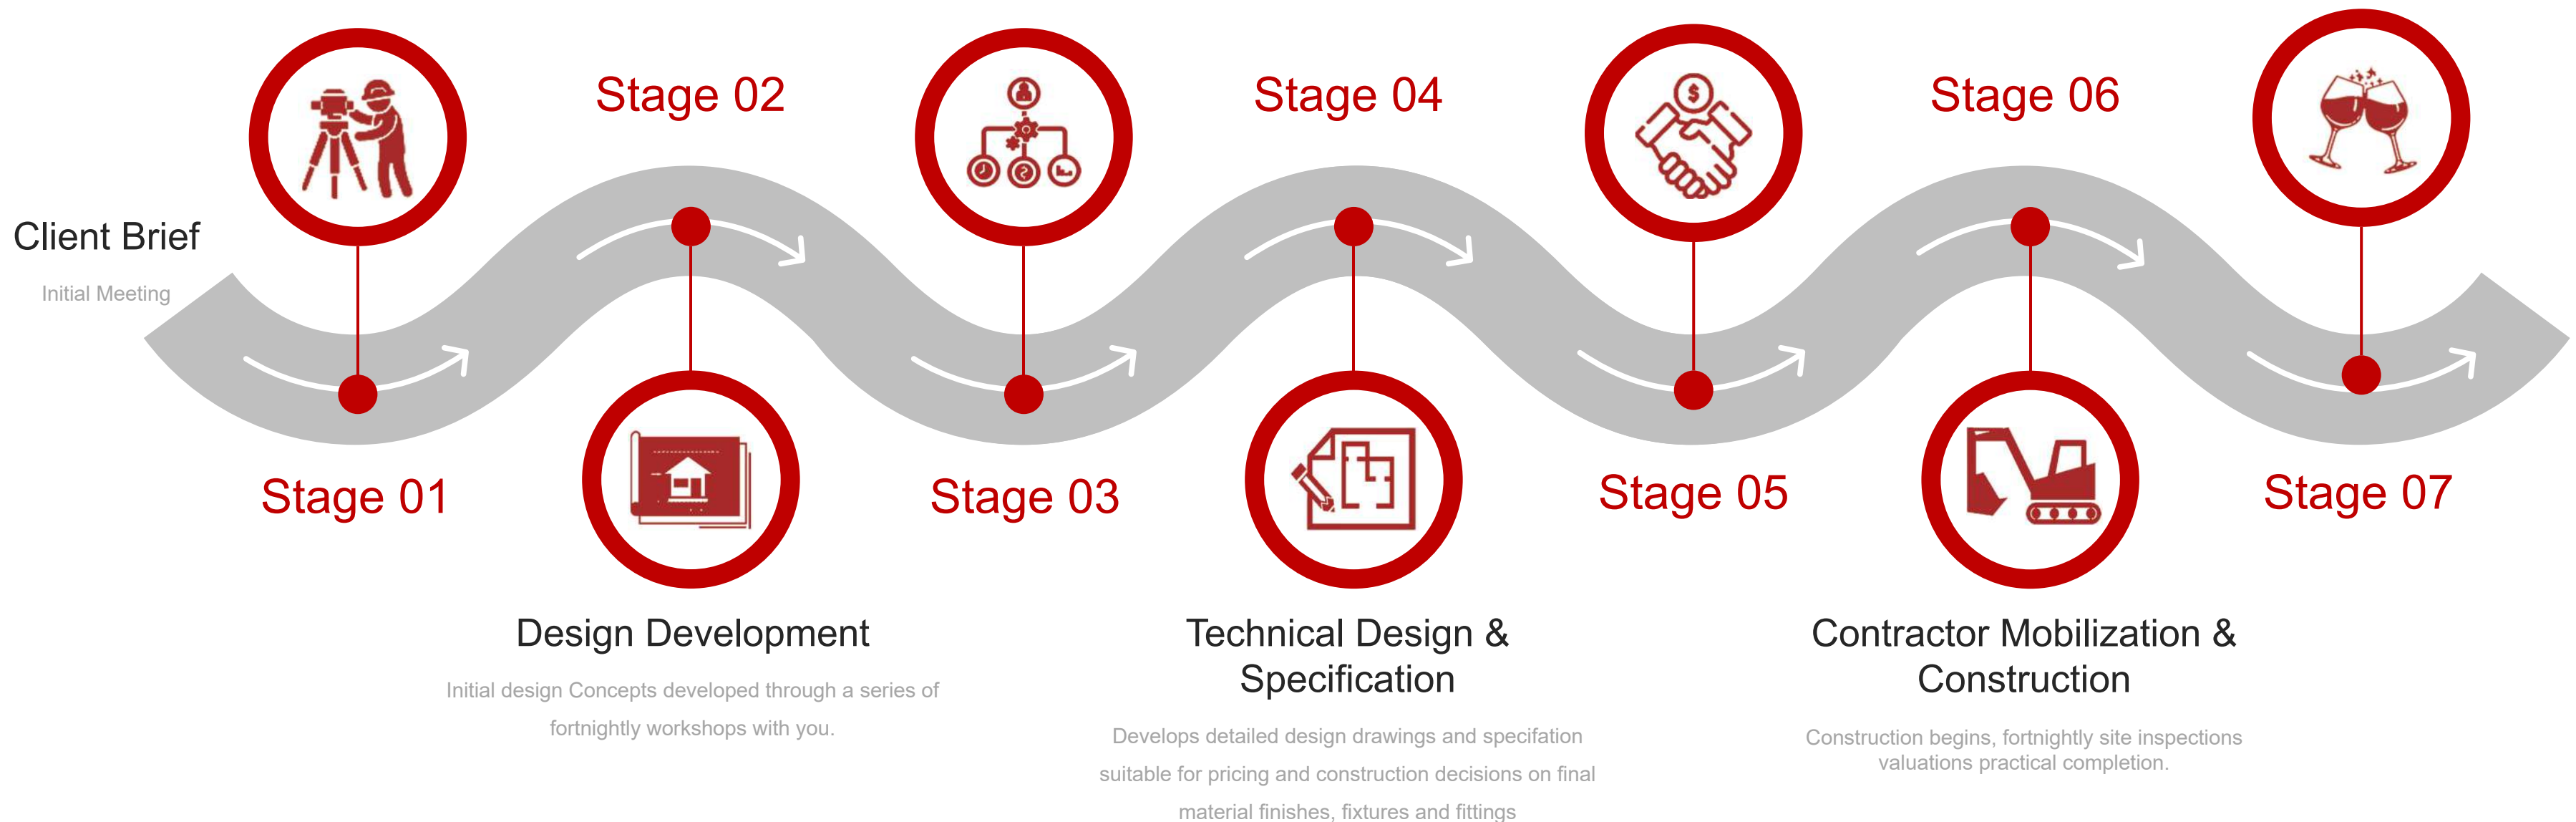 Client Brief
Initial Meeting
Stage 01
Stage 02
Design Development
Initial design Concepts developed through a series of
fortnightly workshops with you.
Stage 03
Stage 04
Technical Design &
Specification
Develops detailed design drawings and specifation
suitable for pricing and construction decisions on final
material finishes, fixtures and fittings
$
Stage 05
Stage 06
Contractor Mobilization &
Construction
Construction begins, fortnightly site inspections
valuations practical completion.
Stage 07